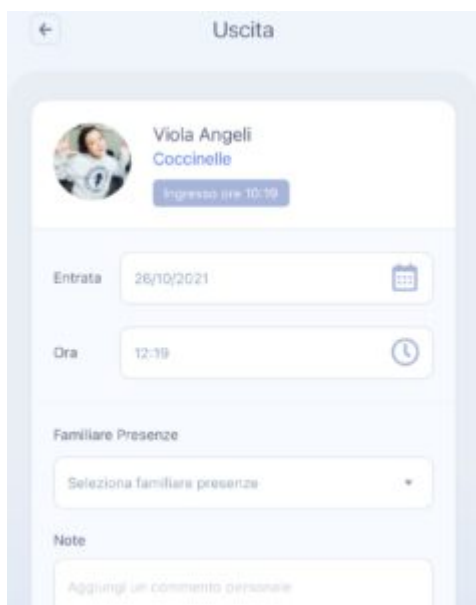 Uscita
Viola Angeli
Coccinelle
Ingresso ore 10:19
Entrata 26/10/2021
Ora 12:19
Familiare Presenze
Seleziona familiare presenze
Note
Aggiungi un commento personale